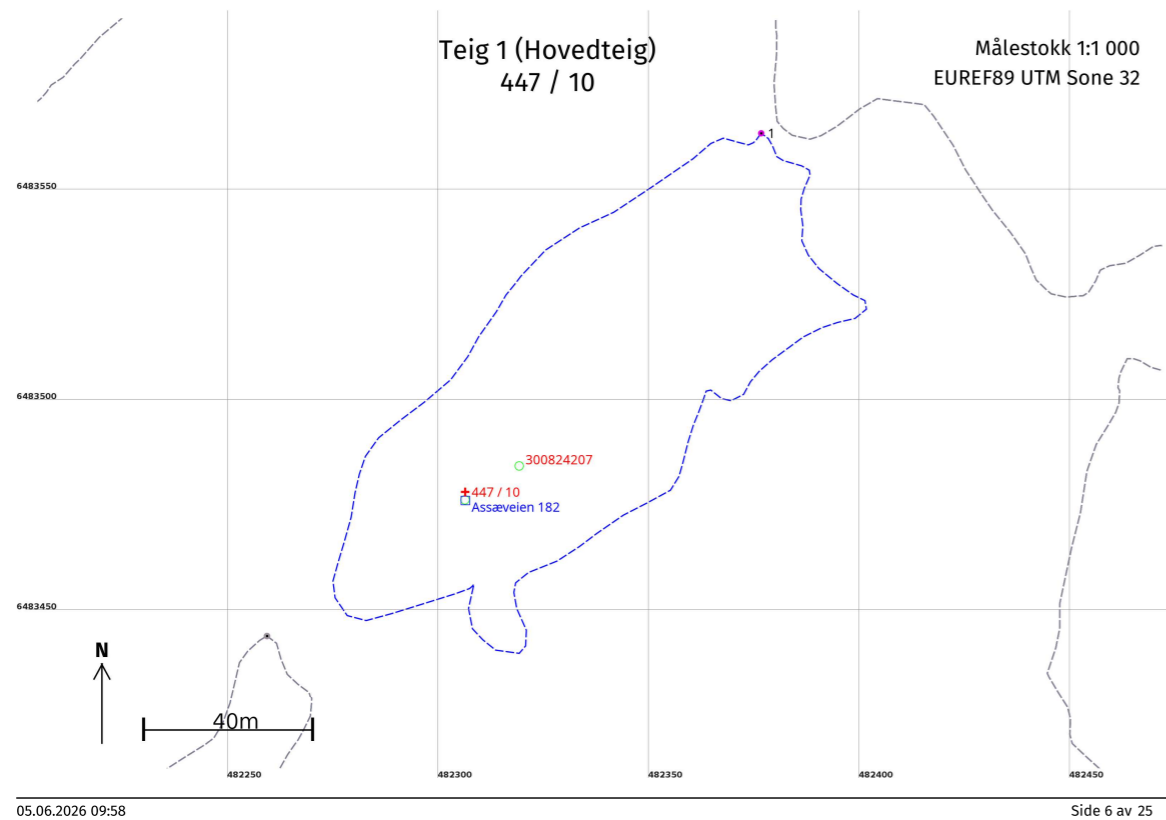 Teig 1 (Hovedteig)
447 / 10
Målestokk 1:1 000
EUREF89 UTM Sone 32
1
6483550
6483500
300824207
447 / 10
Assæveien 182
6483450
N
40m
482250
482300
482350
482400
482450
05.06.2026 09:58
Side 6 av 25